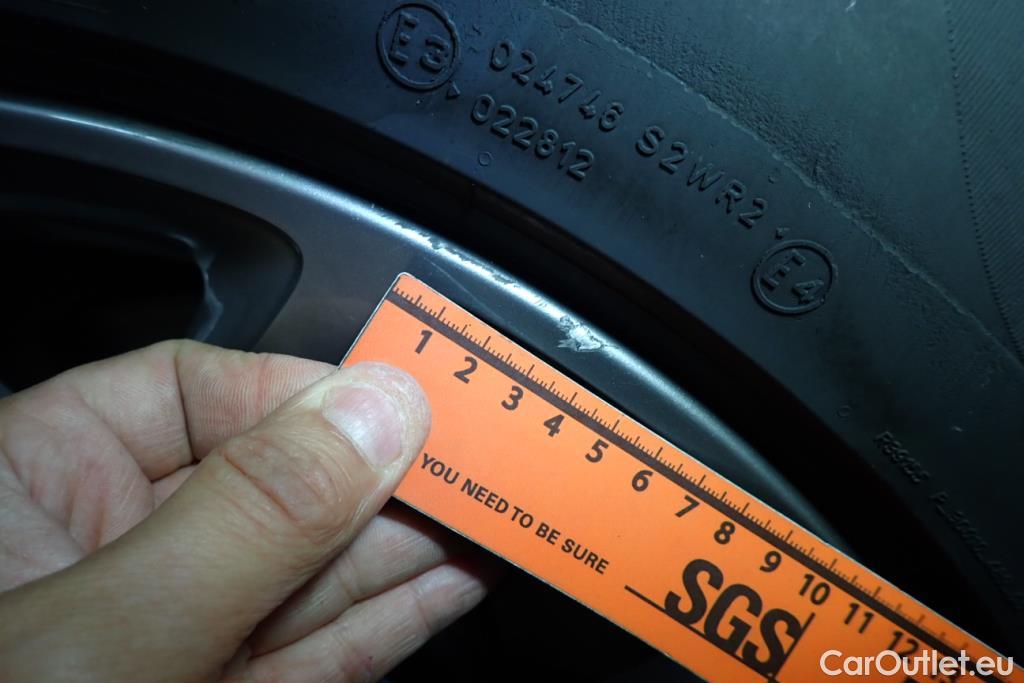 E3
024746 S2WR2
022812
E4
1 2 3 4 5 6 7 8 9 10 11 12 13
YOU NEED TO BE SURE
SGS
CarOutlet.eu